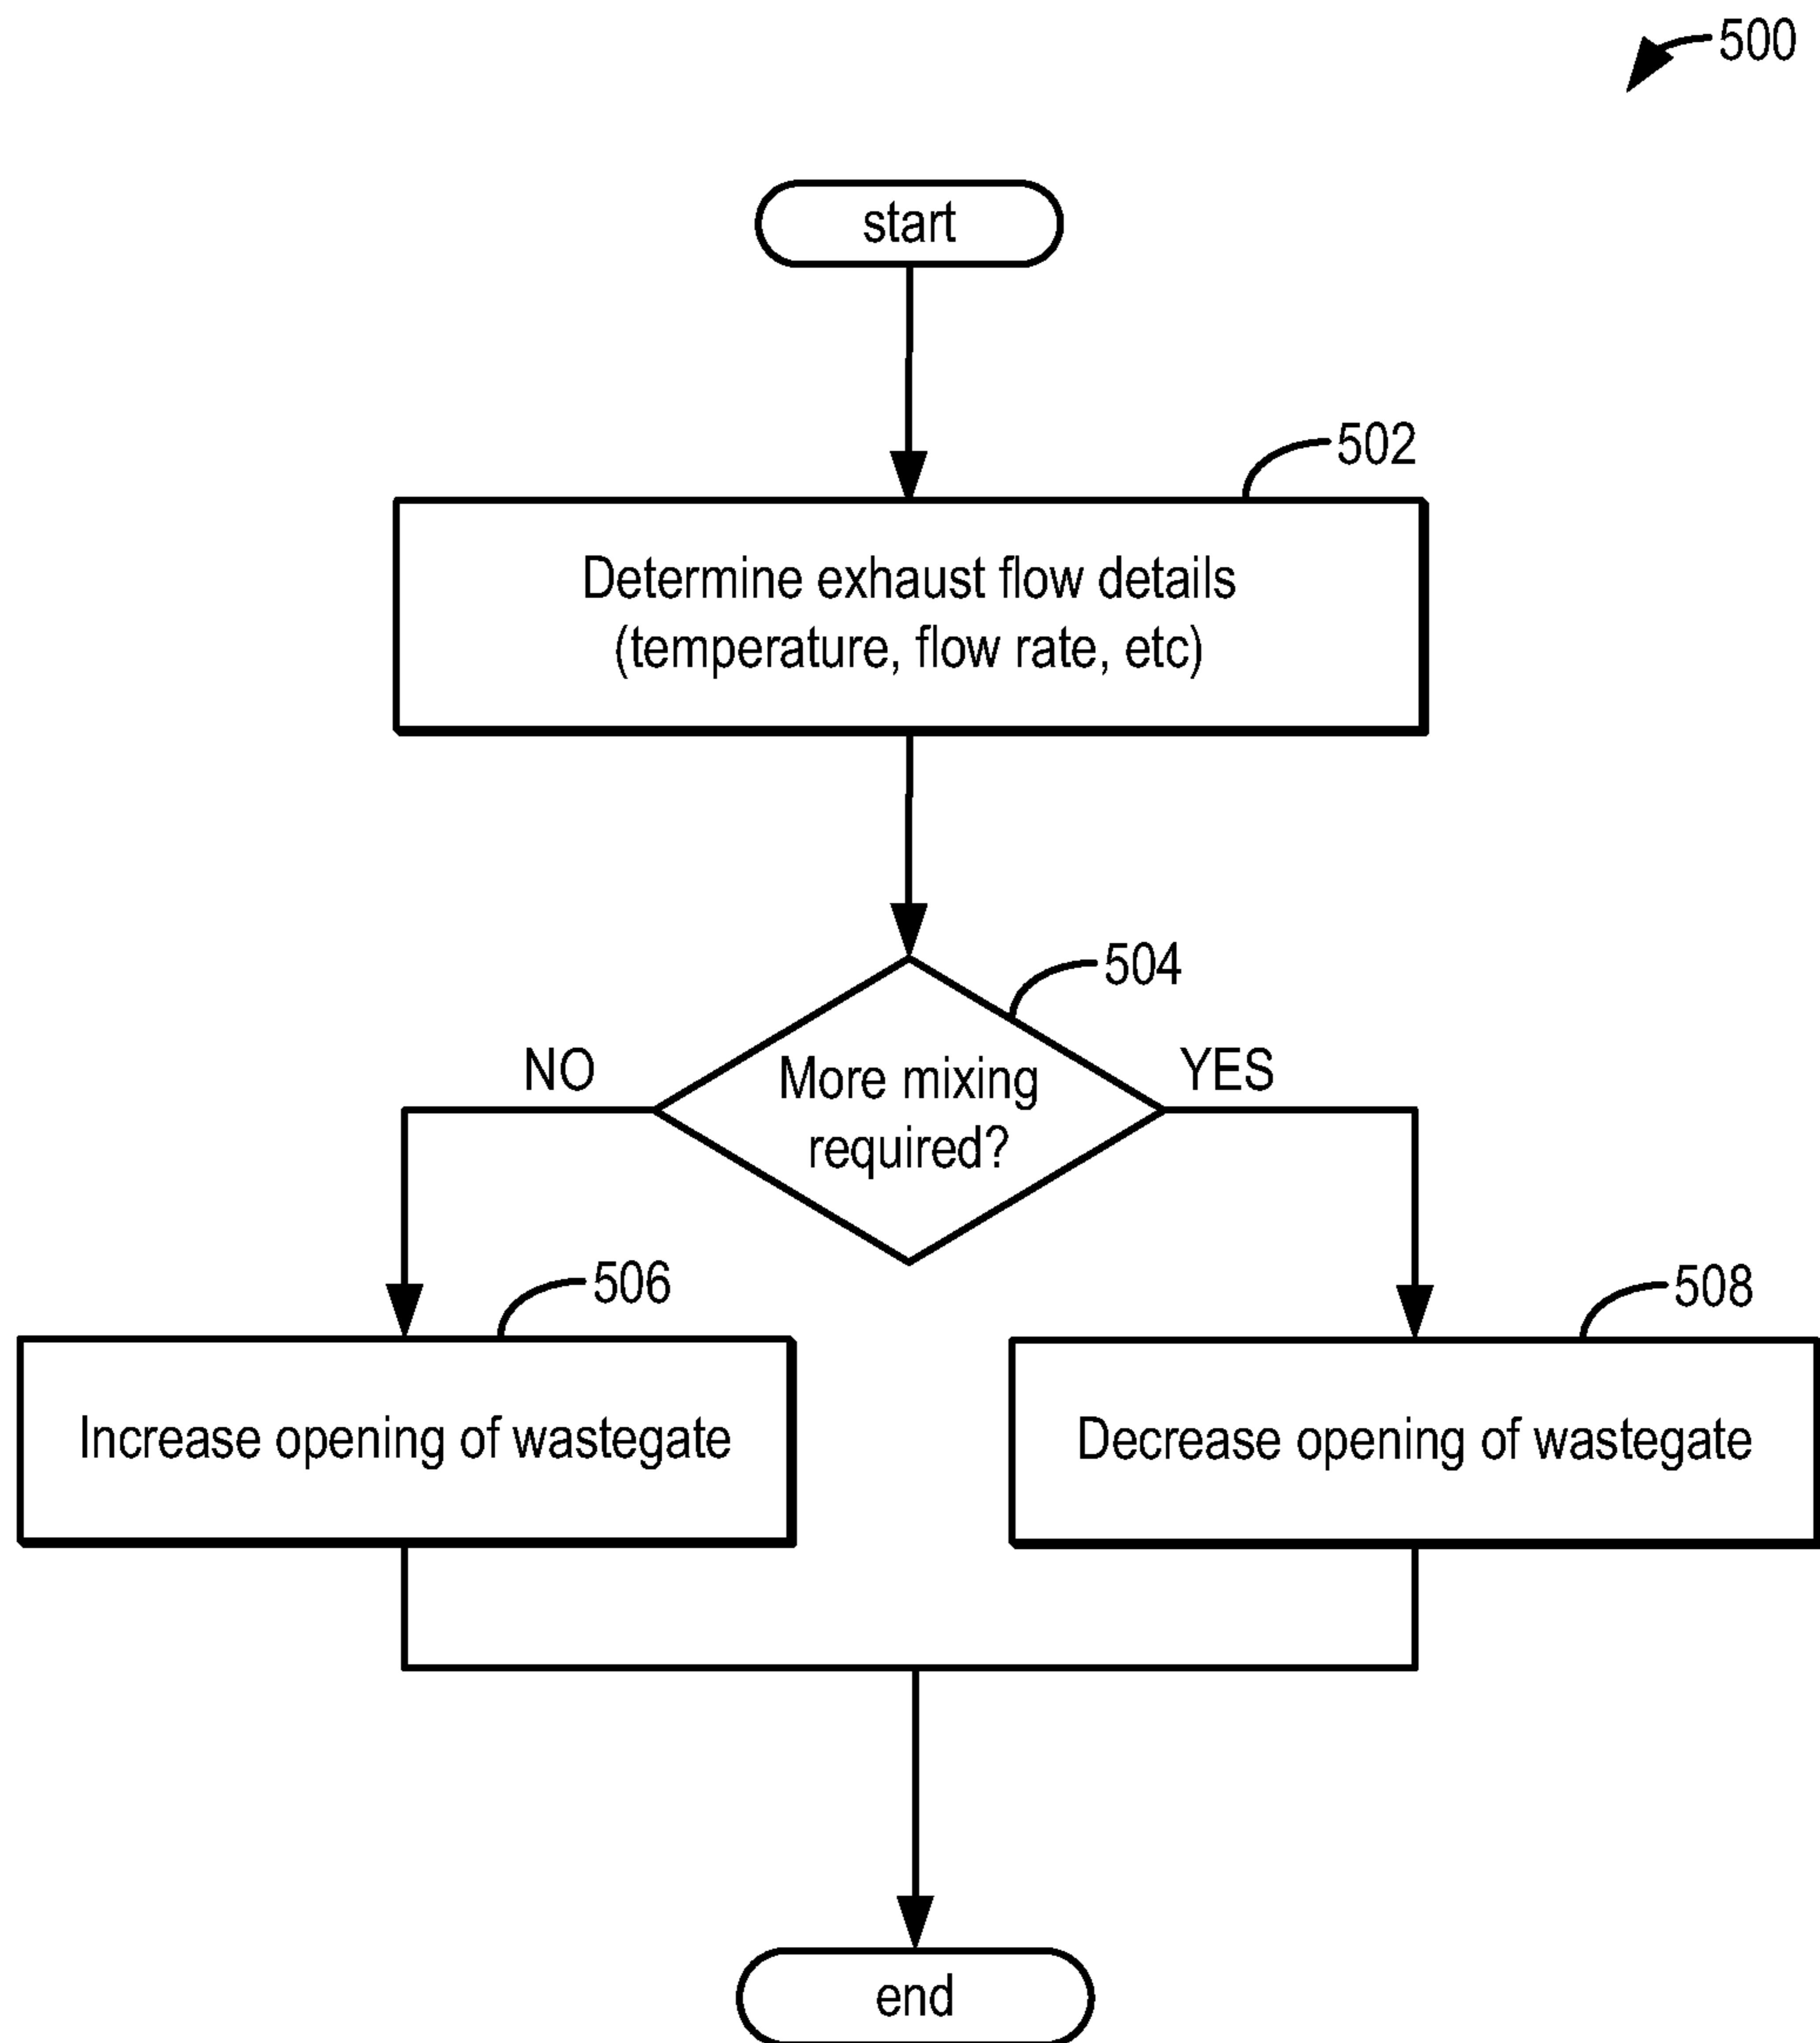 500
start
502
Determine exhaust flow details
(temperature, flow rate, etc)
504
NO
YES
More mixing
required?
506
508
Increase opening of wastegate
Decrease opening of wastegate
end